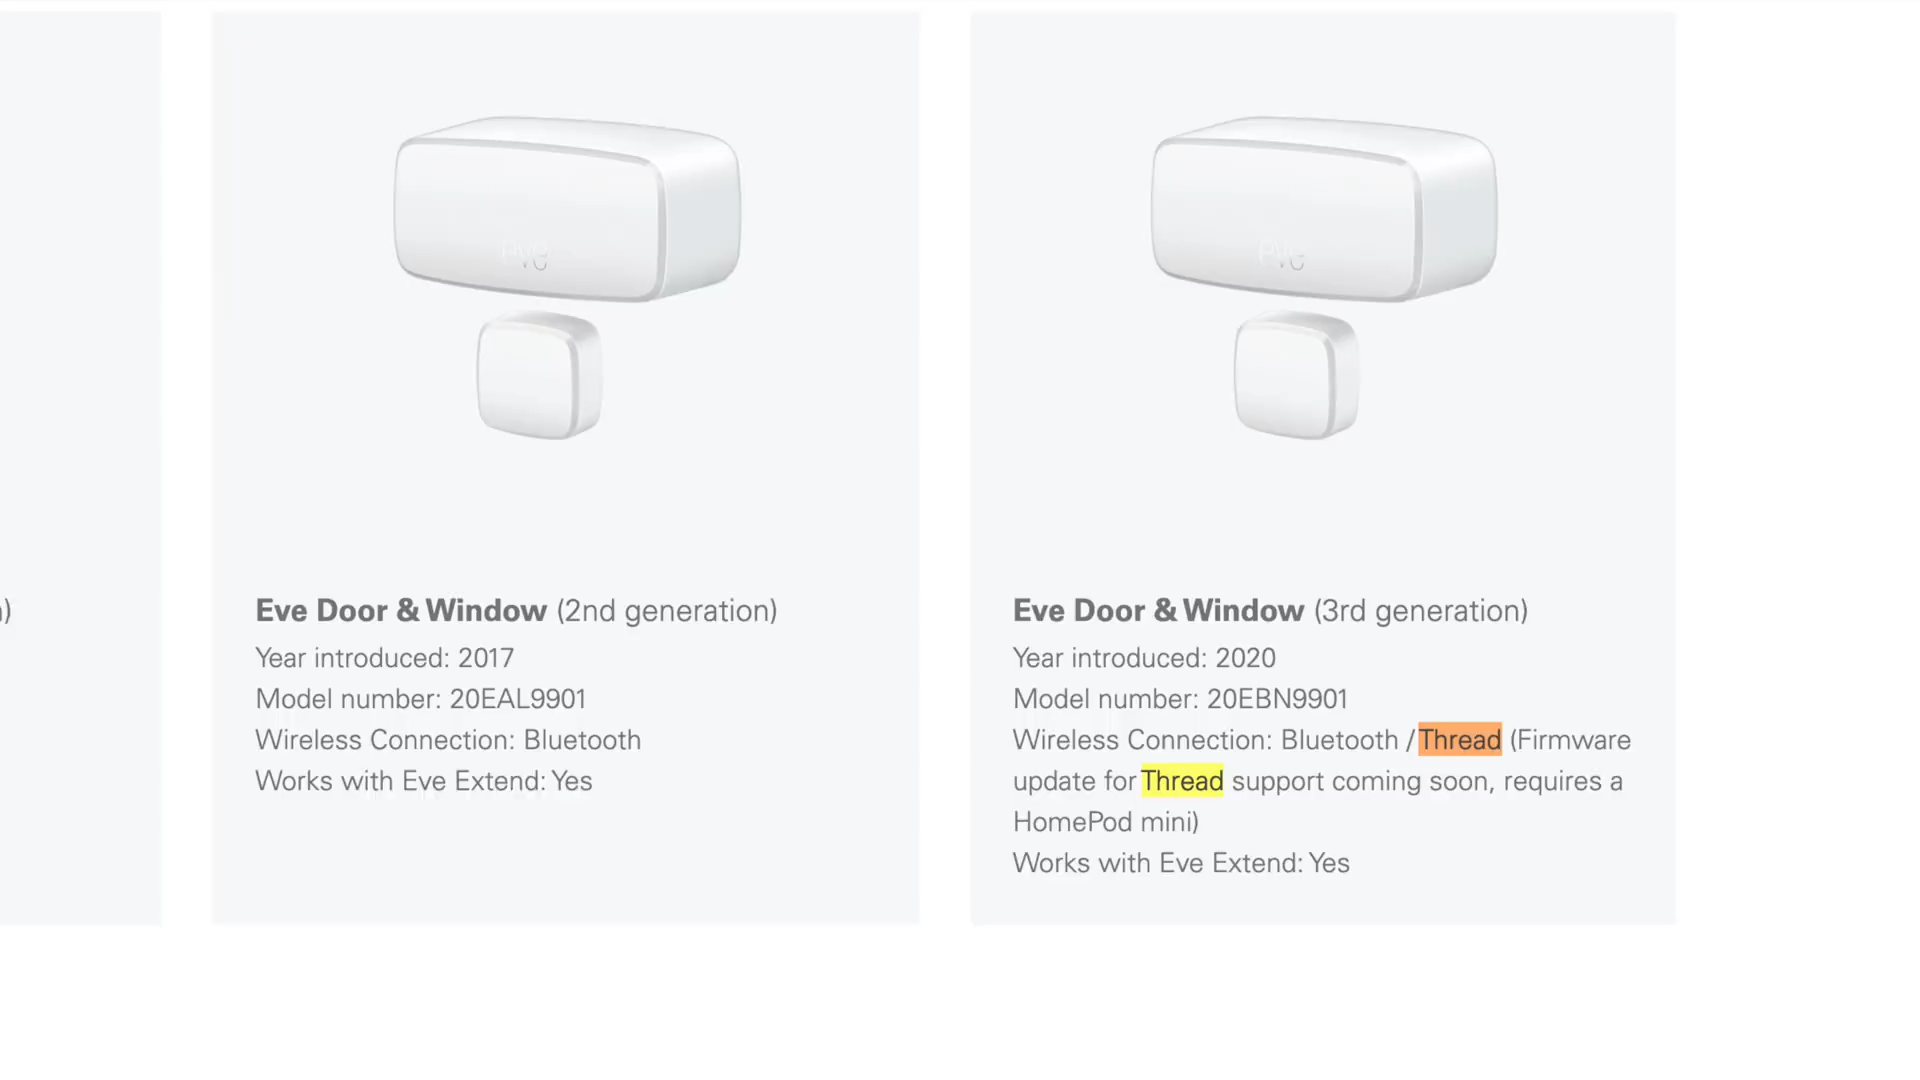 eve
eve
)
Eve Door & Window (2nd generation)
Year introduced: 2017
Model number: 20EAL9901
Wireless Connection: Bluetooth
Works with Eve Extend: Yes
Eve Door & Window (3rd generation)
Year introduced: 2020
Model number: 20EBN9901
Wireless Connection: Bluetooth / Thread (Firmware
update for Thread support coming soon, requires a
HomePod mini)
Works with Eve Extend: Yes